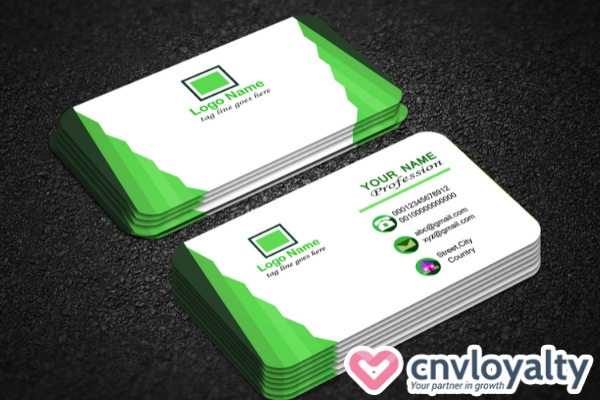 Logo Name
tag line goes here
YOUR NAME
Profession
00012345678912
00100000000000
abc@gmail.com
xyz@gmail.com
Street,City
Country
Logo Name
tag line goes here
cnvloyalty
Your partner in growth